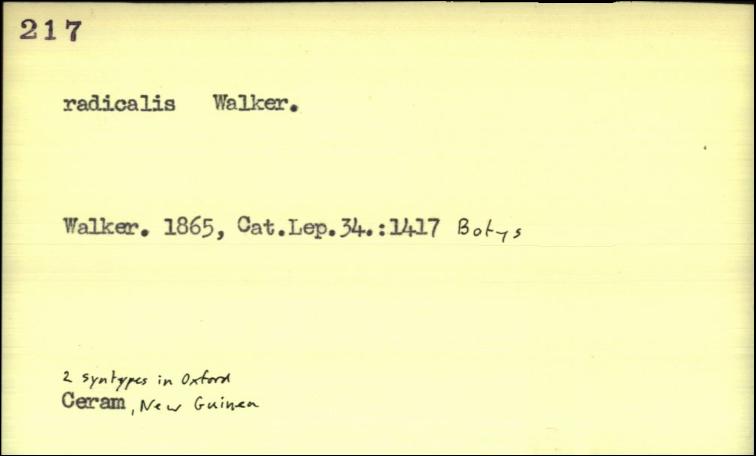 217
radicalis Walker.
Walker. 1865, Cat.Lep.34.:1417 Botys
2 syntypes in Oxford
Ceram, New Guinea